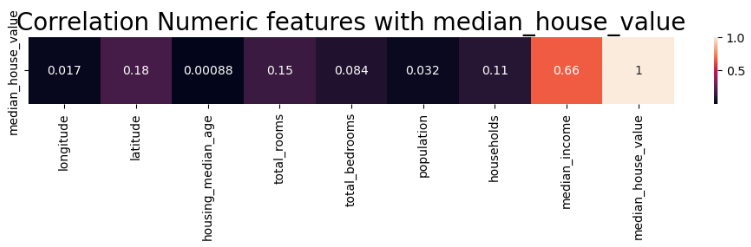 Correlation Numeric features with median_house_value
median_house_value
0.017 0.18 0.00088 0.15 0.084 0.032 0.11 0.66 1
longitude
latitude
housing_median_age
total_rooms
total_bedrooms
population
households
median_income
median_house_value
1.0
0.5